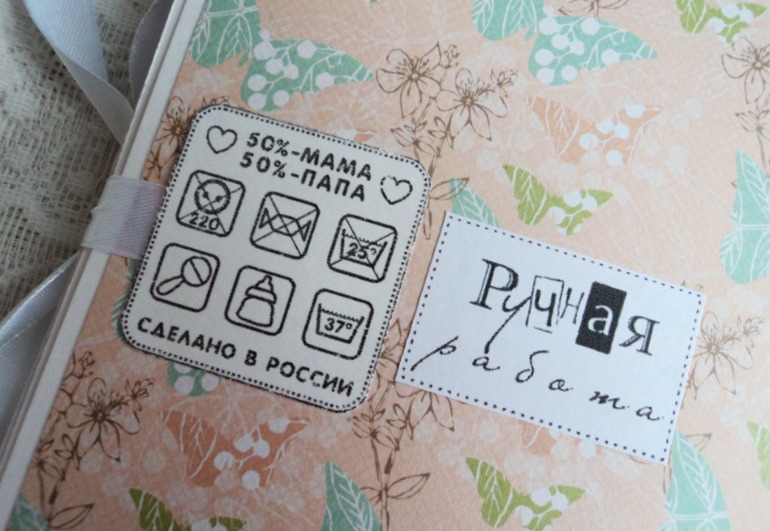 50%-МАМА
50%-ПАПА
220
25°
37°
СДЕЛАНО В РОССИИ
Ручная
работа